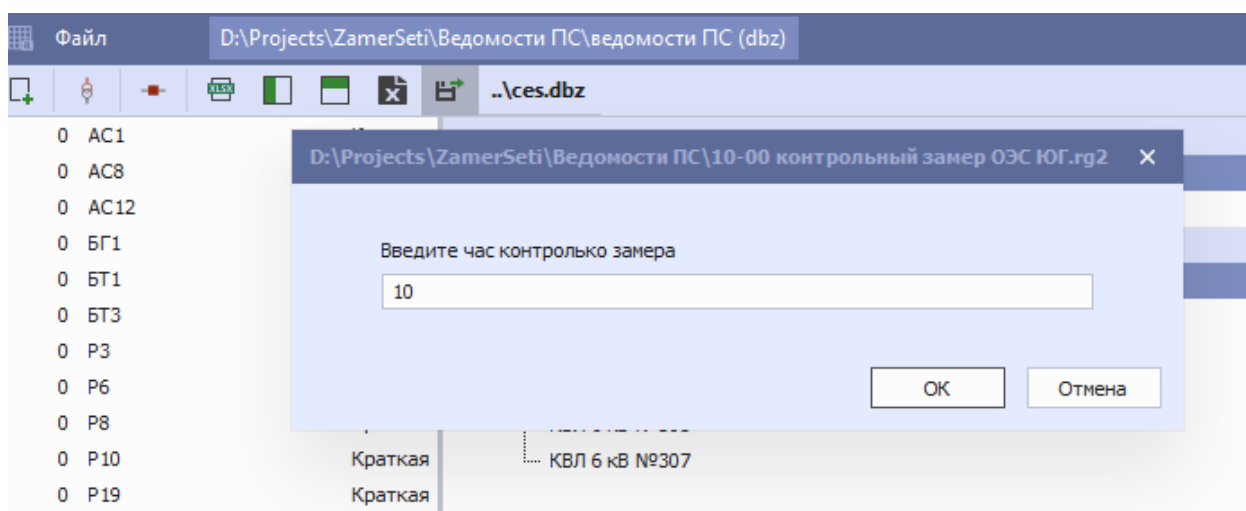 Файл D:\Projects\ZamerSeti\Ведомости ПС\ведомости ПС (dbz)
XLSX ..\ces.dbz
0 АС1
D:\Projects\ZamerSeti\Ведомости ПС\10-00 контрольный замер ОЭС ЮГ.rg2
0 АС8
0 АС12
0 БГ1
Введите час контролько замера
0 БТ1
10
0 БТ3
0 Р3
0 Р6
ОК Отмена
0 Р8
0 Р10 Краткая КВЛ 6 кВ №307
0 Р19 Краткая